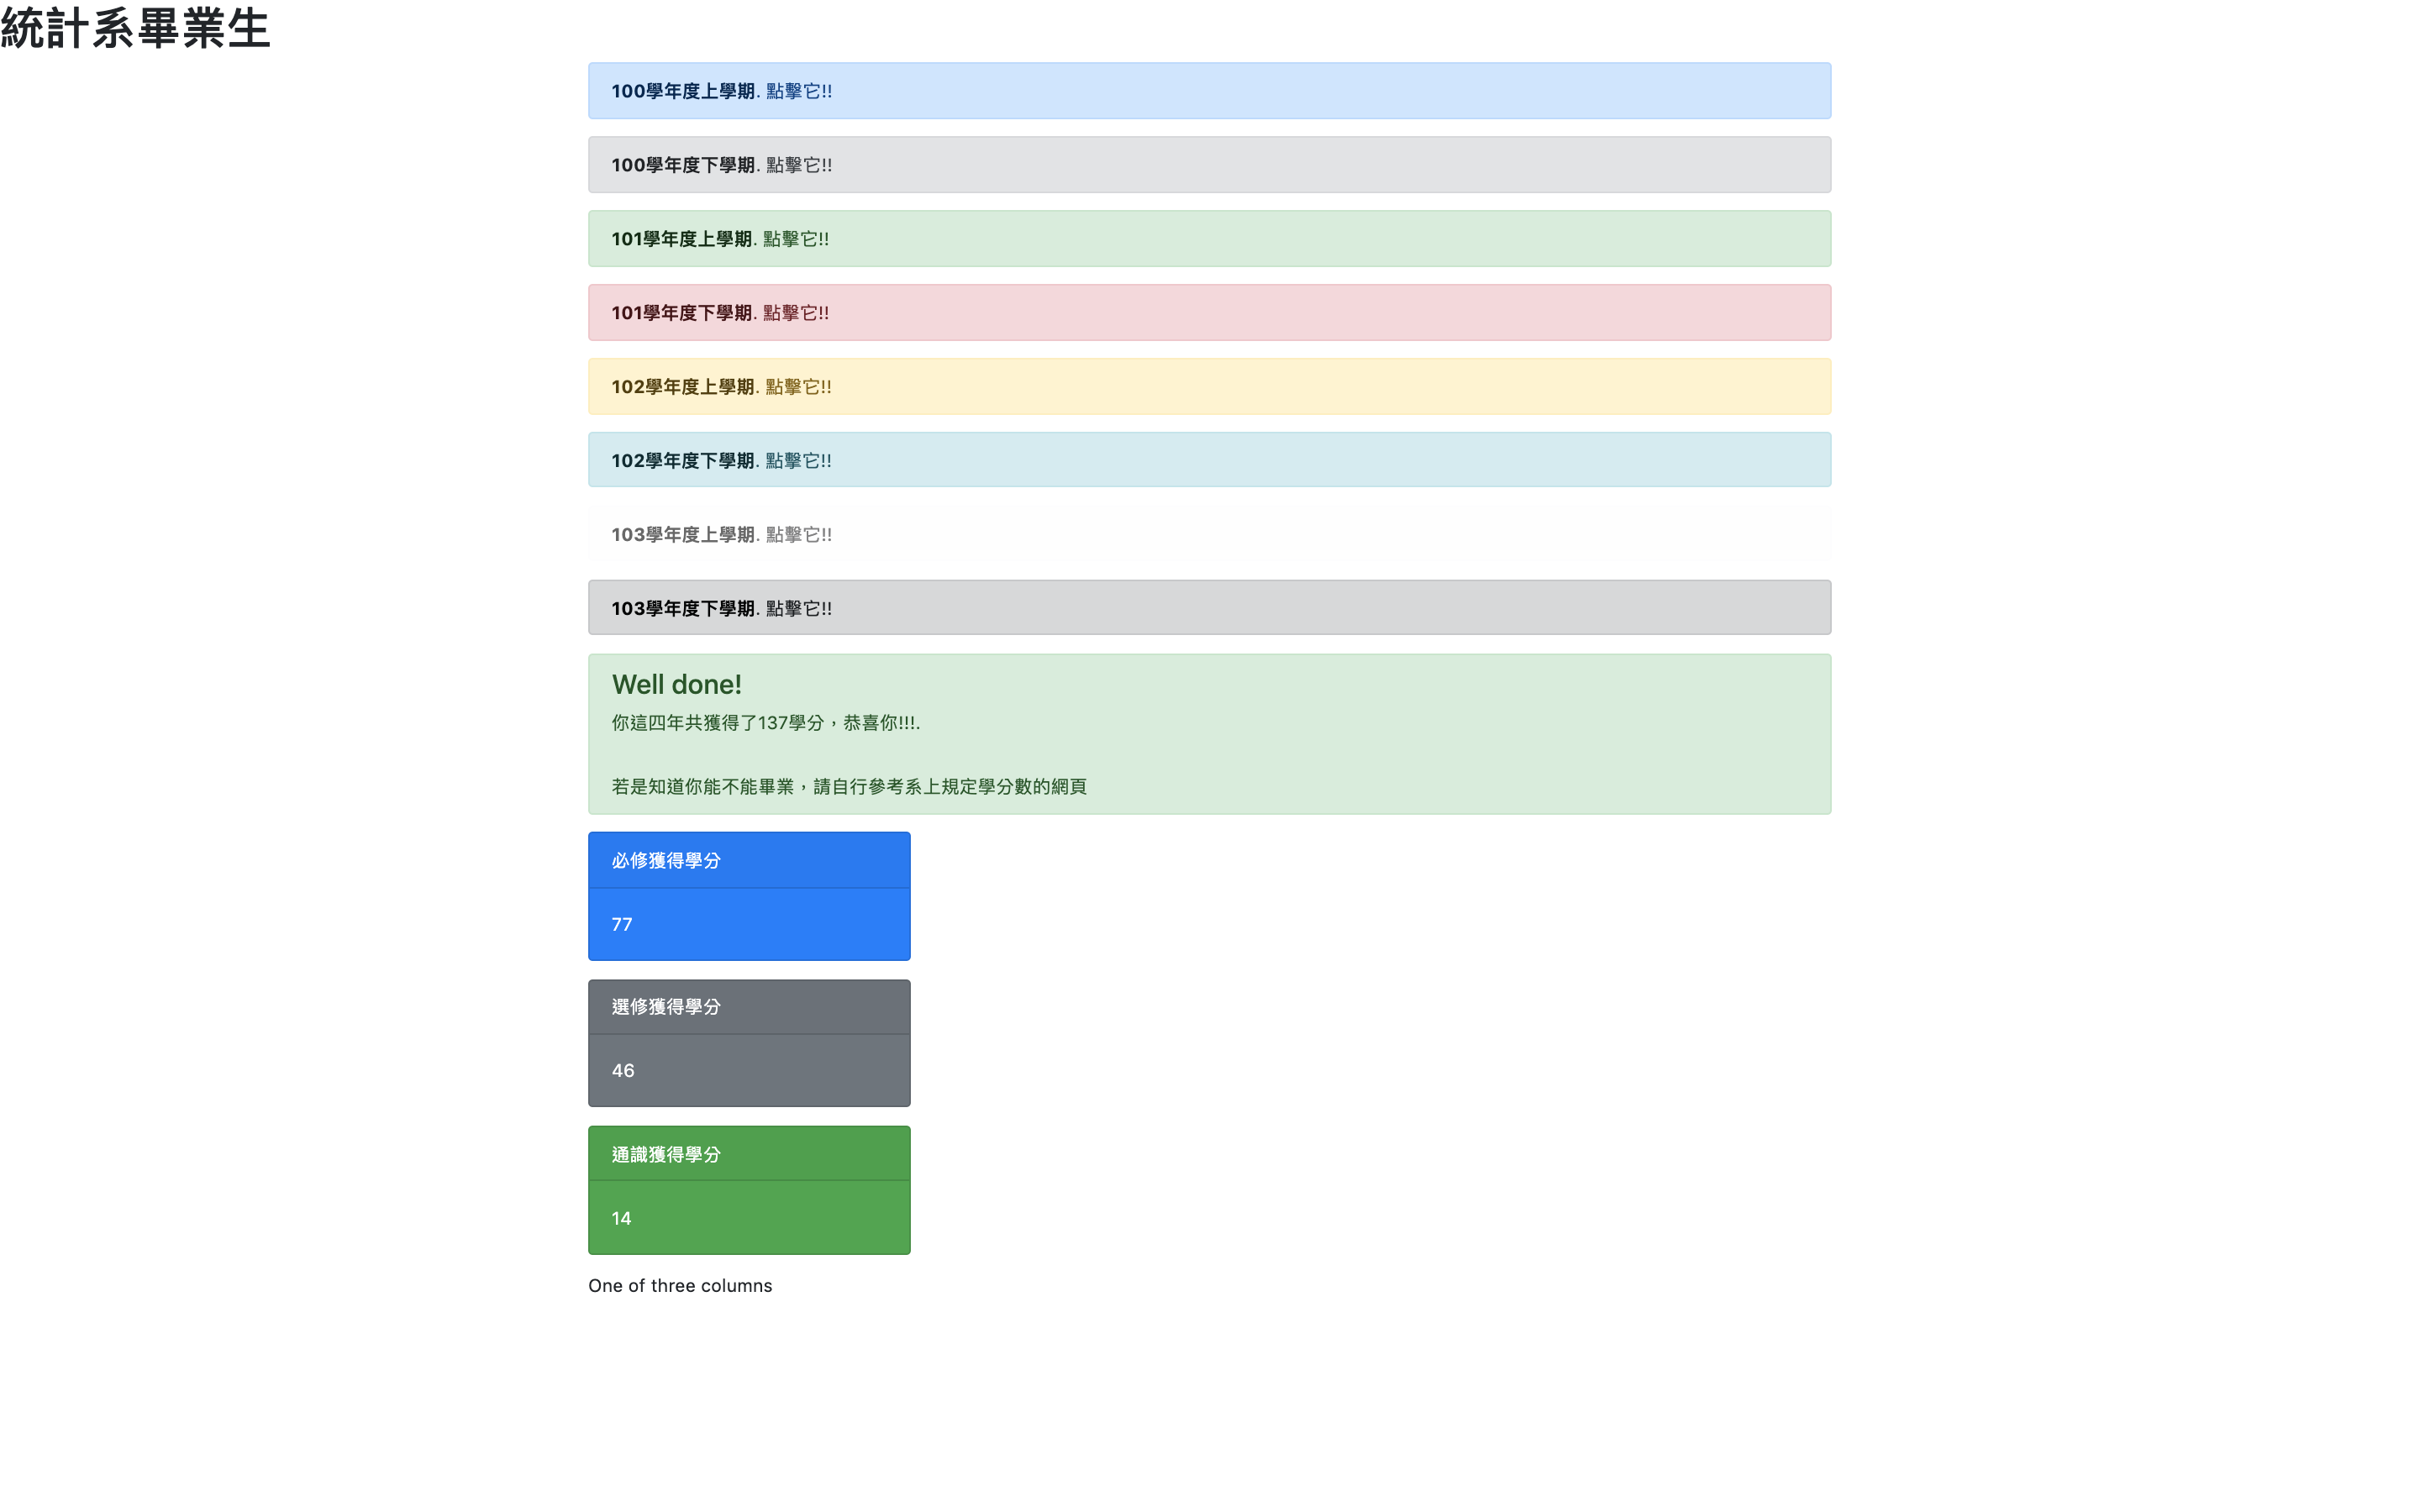 統計系畢業生
100學年度上學期. 點擊它!!
100學年度下學期. 點擊它!!
101學年度上學期. 點擊它!!
101學年度下學期. 點擊它!!
102學年度上學期. 點擊它!!
102學年度下學期. 點擊它!!
103學年度上學期. 點擊它!!
103學年度下學期. 點擊它!!
Well done!
你這四年共獲得了137學分，恭喜你!!!.
若是知道你能不能畢業，請自行參考系上規定學分數的網頁
必修獲得學分
77
選修獲得學分
46
通識獲得學分
14
One of three columns